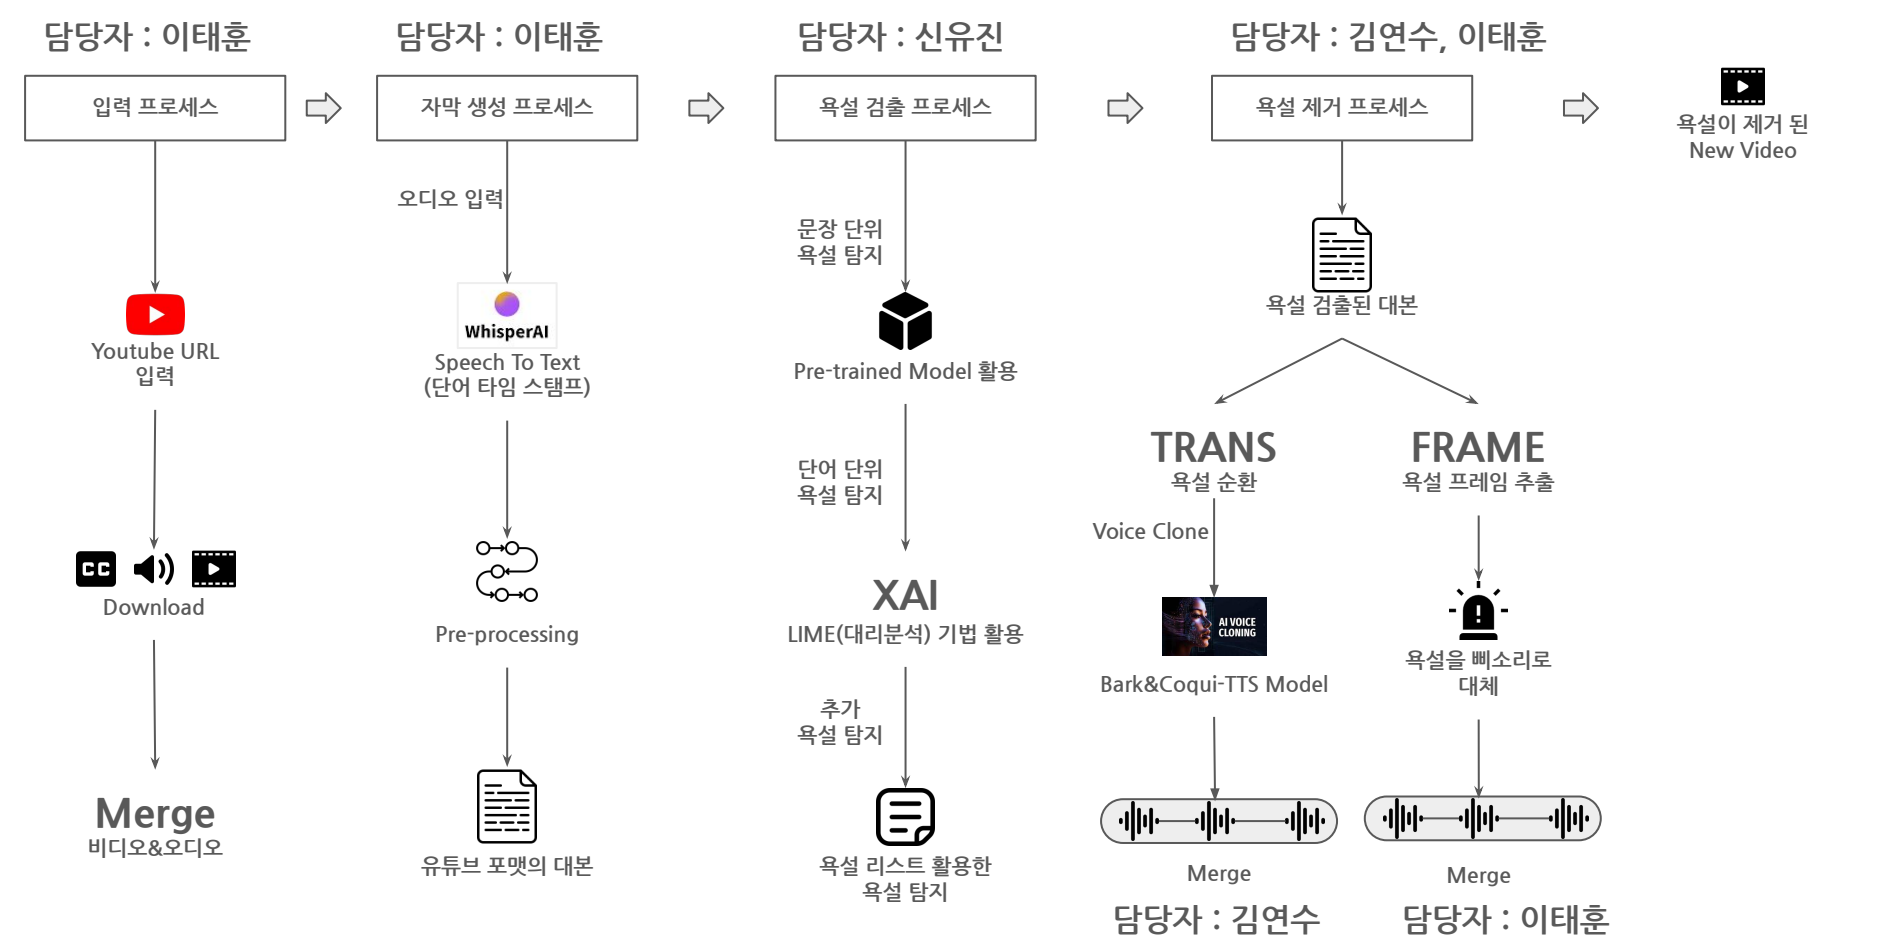 담당자 : 이태훈
입력 프로세스
Youtube URL
입력
CC
Download
Merge
비디오&오디오
담당자 : 이태훈
자막 생성 프로세스
오디오 입력
WhisperAI
Speech To Text
(단어 타임 스탬프)
Pre-processing
유튜브 포맷의 대본
담당자 : 신유진
욕설 검출 프로세스
문장 단위
욕설 탐지
Pre-trained Model 활용
단어 단위
욕설 탐지
XAI
LIME(대리분석) 기법 활용
추가
욕설 탐지
욕설 리스트 활용한
욕설 탐지
담당자 : 김연수, 이태훈
욕설 제거 프로세스
욕설 검출된 대본
TRANS
욕설 순환
Voice Clone
AI VOICE
CLONING
Bark&Coqui-TTS Model
Merge
담당자 : 김연수
FRAME
욕설 프레임 추출
욕설을 삐소리로
대체
Merge
담당자 : 이태훈
욕설이 제거 된
New Video